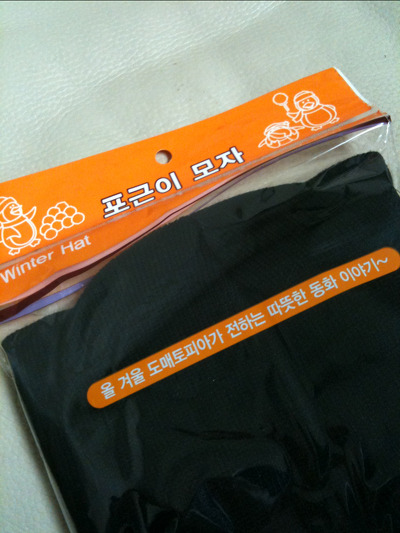 포근이 모자
Winter Hat
올 겨울 도매토피아가 전하는 따뜻한 동화 이야기~